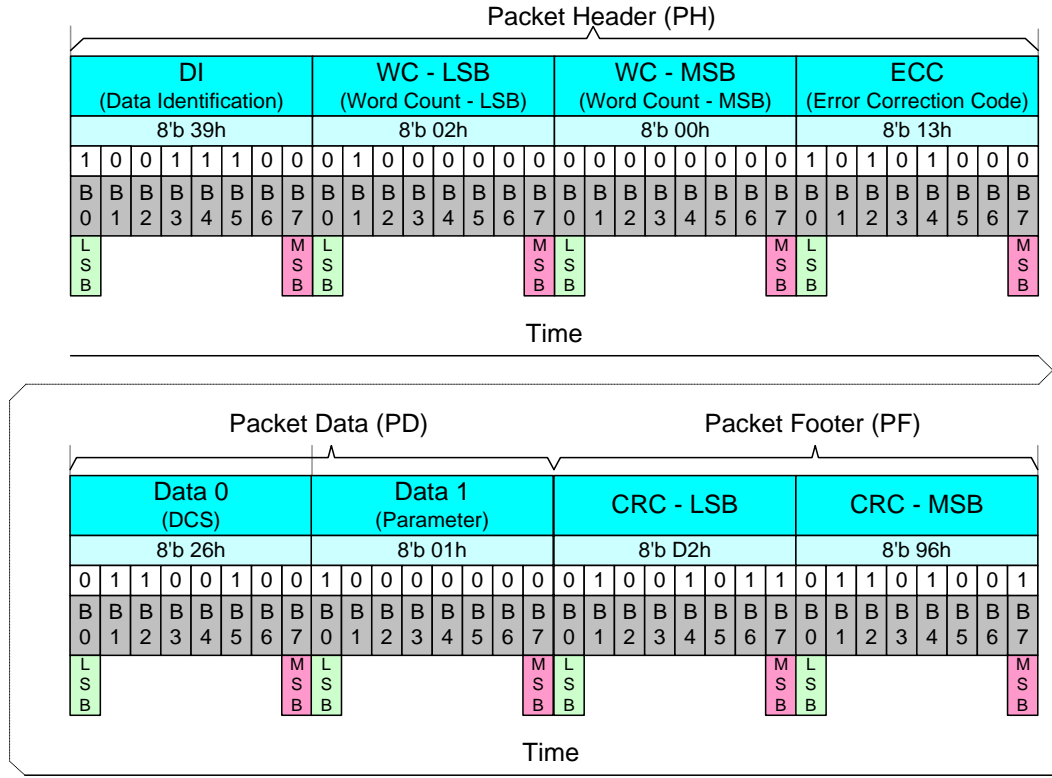 Packet Header (PH)
DI WC - LSB WC - MSB ECC
(Data Identification) (Word Count - LSB) (Word Count - MSB) (Error Correction Code)
8'b 39h 8'b 02h 8'b 00h 8'b 13h
1 0 0 1 1 1 0 0 0 1 0 0 0 0 0 0 0 0 0 0 0 0 0 0 1 0 1 0 1 0 0 0
B0 B1 B2 B3 B4 B5 B6 B7 B0 B1 B2 B3 B4 B5 B6 B7 B0 B1 B2 B3 B4 B5 B6 B7 B0 B1 B2 B3 B4 B5 B6 B7
LSB MSB LSB MSB LSB MSB LSB MSB
Time
Packet Data (PD) Packet Footer (PF)
Data 0 Data 1 CRC - LSB CRC - MSB
(DCS) (Parameter)
8'b 26h 8'b 01h 8'b D2h 8'b 96h
0 1 1 0 0 1 0 0 1 0 0 0 0 0 0 0 0 1 0 0 1 0 1 1 0 1 1 0 1 0 0 1
B0 B1 B2 B3 B4 B5 B6 B7 B0 B1 B2 B3 B4 B5 B6 B7 B0 B1 B2 B3 B4 B5 B6 B7 B0 B1 B2 B3 B4 B5 B6 B7
LSB MSB LSB MSB LSB MSB LSB MSB
Time